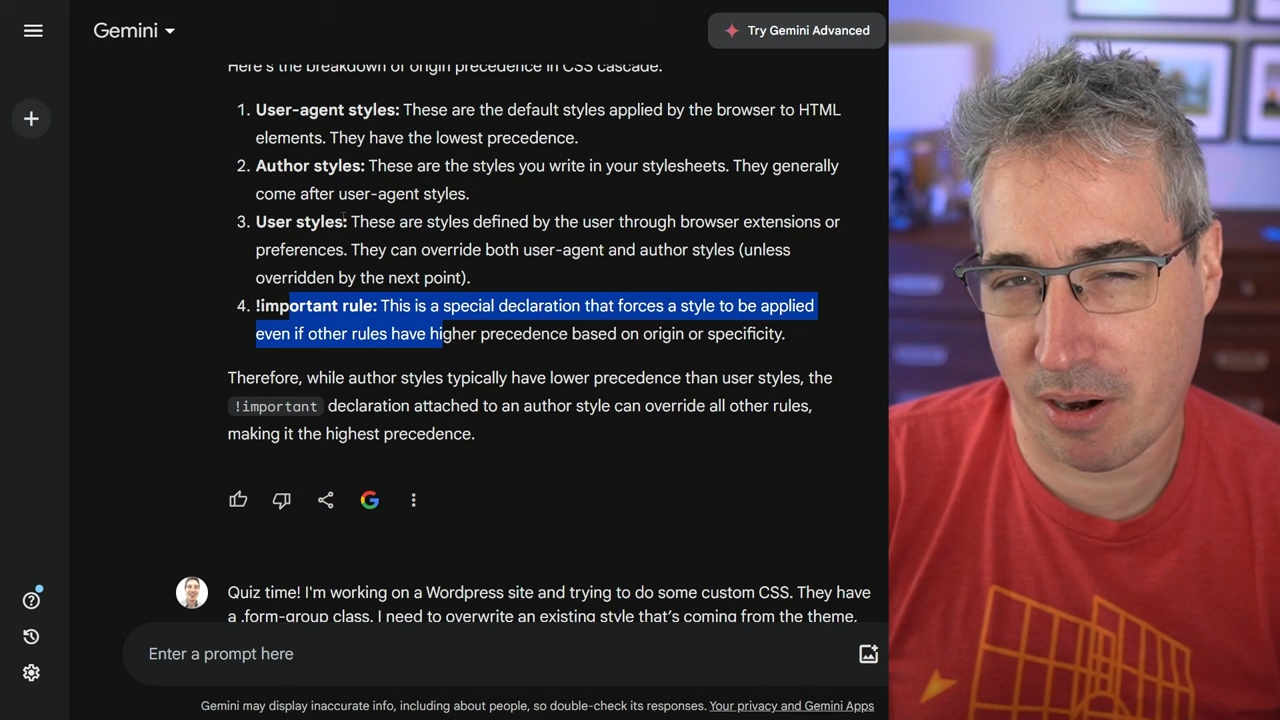 Gemini
Try Gemini Advanced
Here's the breakdown of origin precedence in CSS cascade:
1. User-agent styles: These are the default styles applied by the browser to HTML
elements. They have the lowest precedence.
2. Author styles: These are the styles you write in your stylesheets. They generally
come after user-agent styles.
3. User styles: These are styles defined by the user through browser extensions or
preferences. They can override both user-agent and author styles (unless
overridden by the next point).
4. !important rule: This is a special declaration that forces a style to be applied
even if other rules have higher precedence based on origin or specificity.
Therefore, while author styles typically have lower precedence than user styles, the
!important declaration attached to an author style can override all other rules,
making it the highest precedence.
Quiz time! I'm working on a Wordpress site and trying to do some custom CSS. They have
a .form-group class. I need to overwrite an existing style that's coming from the theme.
Enter a prompt here
Gemini may display inaccurate info, including about people, so double-check its responses. Your privacy and Gemini Apps